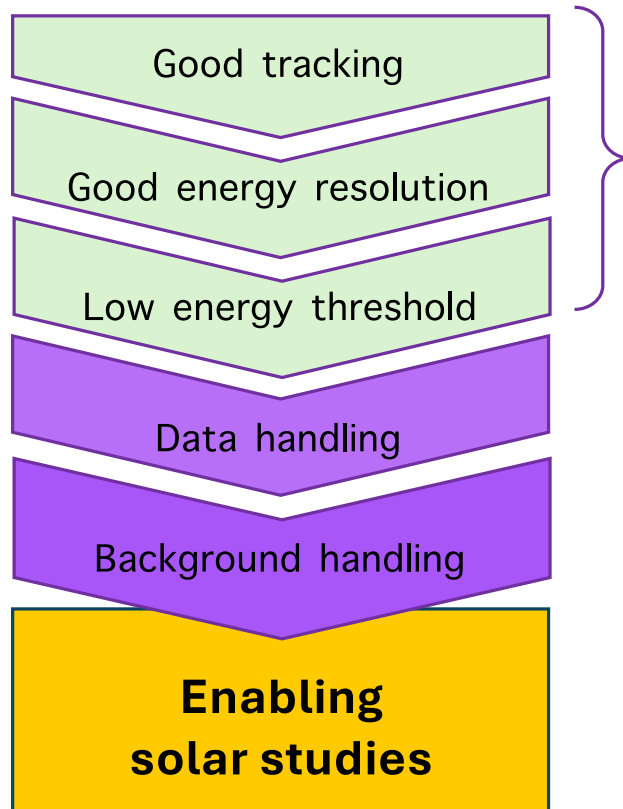 Good tracking
Good energy resolution
Low energy threshold
Data handling
Background handling
Enabling
solar studies